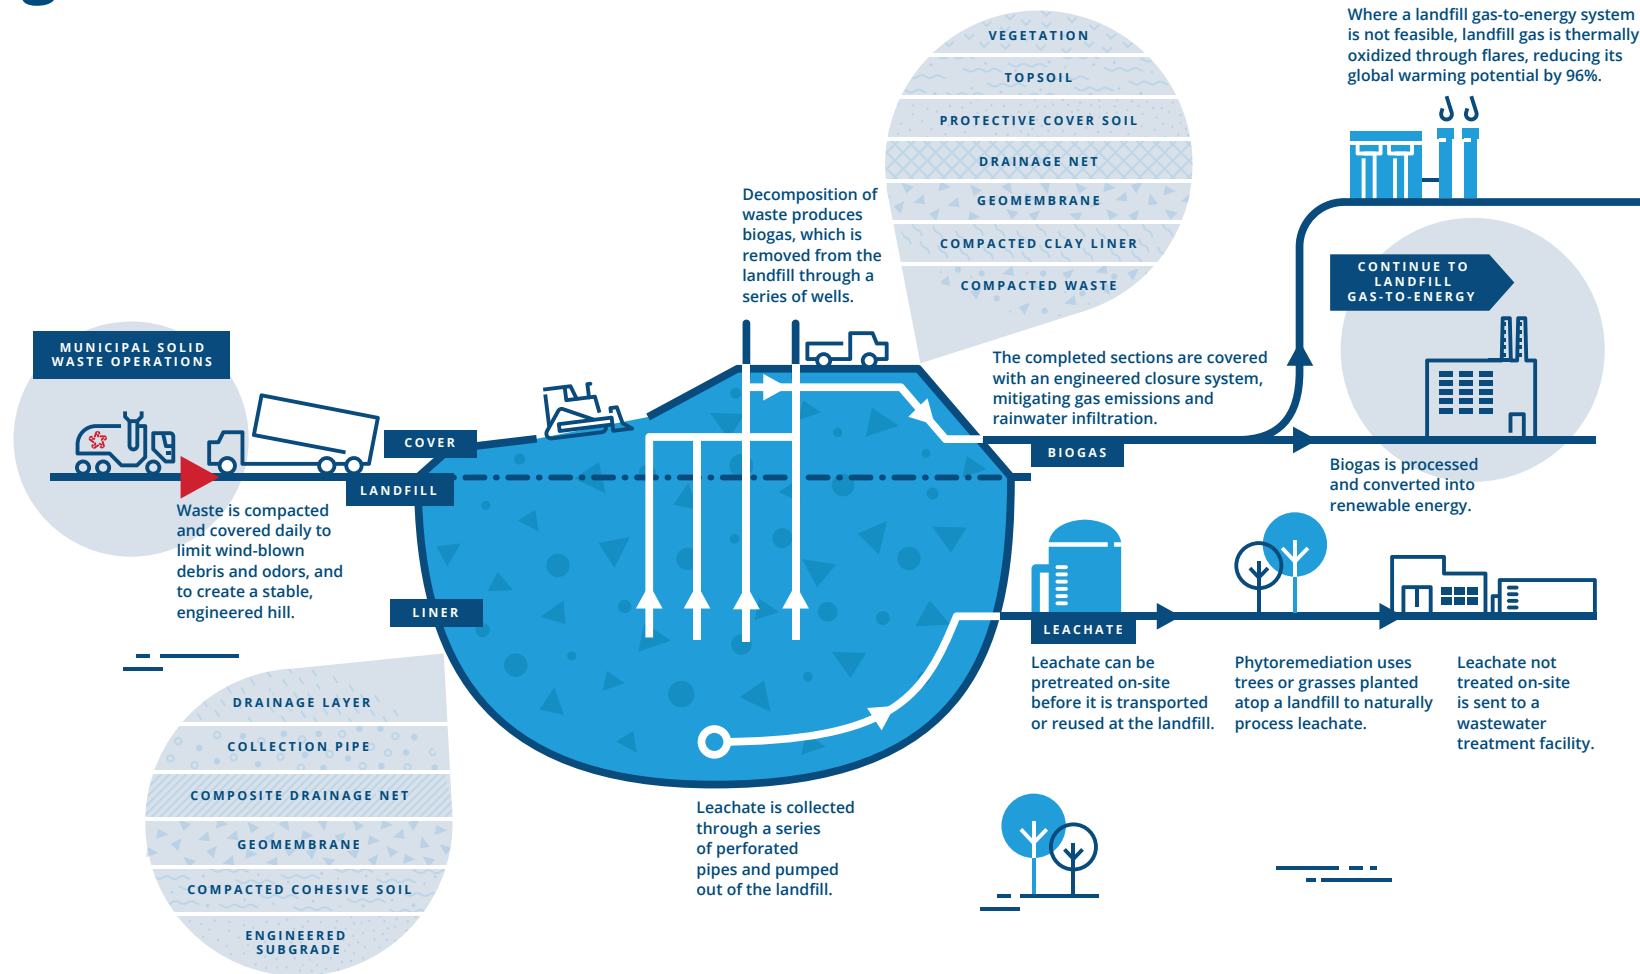 Where a landfill gas-to-energy system
is not feasible, landfill gas is thermally
oxidized through flares, reducing its
global warming potential by 96%.
VEGETATION
TOPSOIL
PROTECTIVE COVER SOIL
DRAINAGE NET
GEOMEMBRANE
COMPACTED CLAY LINER
COMPACTED WASTE
Decomposition of
waste produces
biogas, which is
removed from the
landfill through a
series of wells.
CONTINUE TO
LANDFILL
GAS-TO-ENERGY
MUNICIPAL SOLID
WASTE OPERATIONS
The completed sections are covered
with an engineered closure system,
mitigating gas emissions and
rainwater infiltration.
COVER
BIOGAS
LANDFILL
Biogas is processed
and converted into
renewable energy.
Waste is compacted
and covered daily to
limit wind-blown
debris and odors, and
to create a stable,
engineered hill.
LINER
LEACHATE
Leachate can be
pretreated on-site
before it is transported
or reused at the landfill.
Phytoremediation uses
trees or grasses planted
atop a landfill to naturally
process leachate.
Leachate not
treated on-site
is sent to a
wastewater
treatment facility.
DRAINAGE LAYER
COLLECTION PIPE
COMPOSITE DRAINAGE NET
GEOMEMBRANE
COMPACTED COHESIVE SOIL
ENGINEERED
SUBGRADE
Leachate is collected
through a series
of perforated
pipes and pumped
out of the landfill.